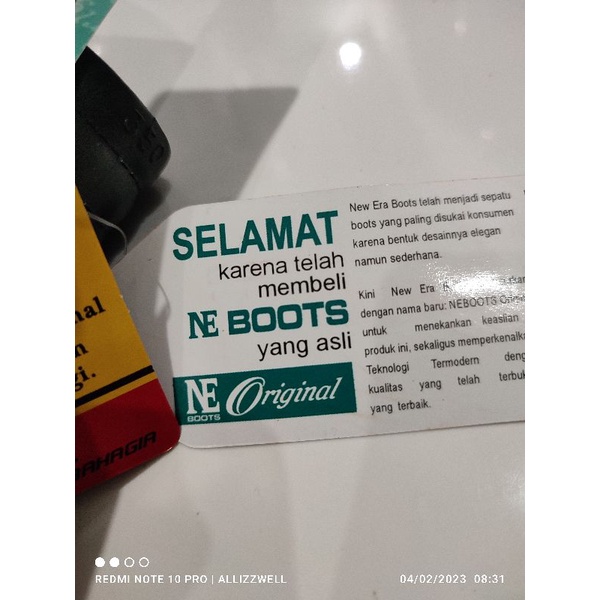 SELAMAT
karena telah
membeli
NE BOOTS
yang asli
NE
BOOTS
Original
New Era Boots telah menjadi sepatu
boots yang paling disukai konsumen
karena bentuk desainnya elegan
namun sederhana.
Kini New Era
dengan nama baru: NEBOOTS
untuk menekankan keaslian
produk ini, sekaligus memperkenalka
Teknologi Termodern deng
kualitas yang telah terbuk
yang terbaik.
nal
n
gi.
BAHAGIA
REDMI NOTE 10 PRO | ALLIZZWELL
04/02/2023 08:31